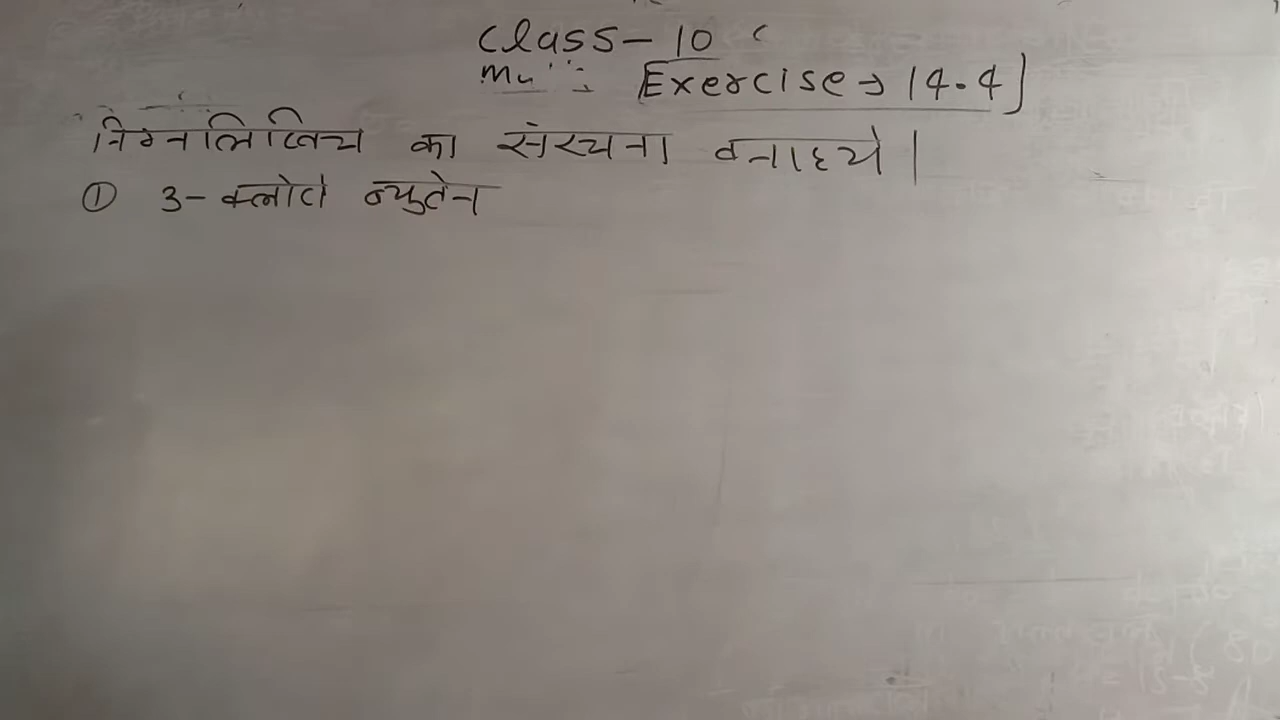 Class - 10
Exercise → 14.4]
निम्नलिखित का संरचना बनाइये |
① 3- क्लोरो ब्युटेन